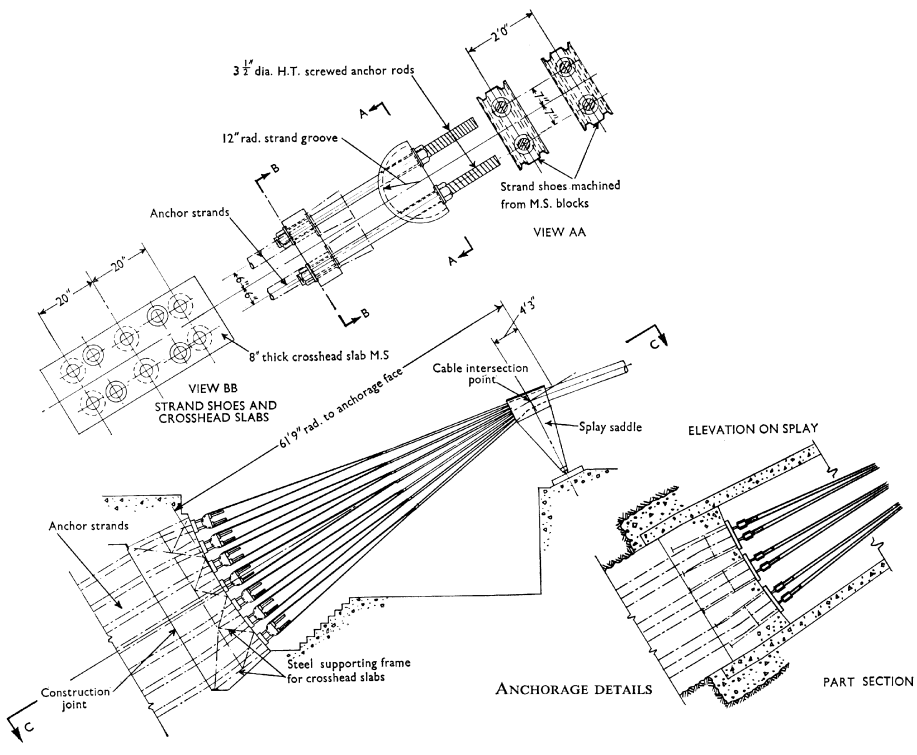 2'0"
3 1/2" dia. H.T. screwed anchor rods
A
7"
7"
12" rad. strand groove
B
Strand shoes machined
from M.S. blocks
VIEW AA
Anchor strands
A
20"
20"
6"
6"
B
8" thick crosshead slab M.S
VIEW BB
STRAND SHOES AND
CROSSHEAD SLABS
4'3"
C
Cable intersection
point
61'9" rad. to anchorage face
Splay saddle
ELEVATION ON SPLAY
Anchor strands
Steel supporting frame
for crosshead slabs
Construction
joint
C
ANCHORAGE DETAILS
PART SECTION